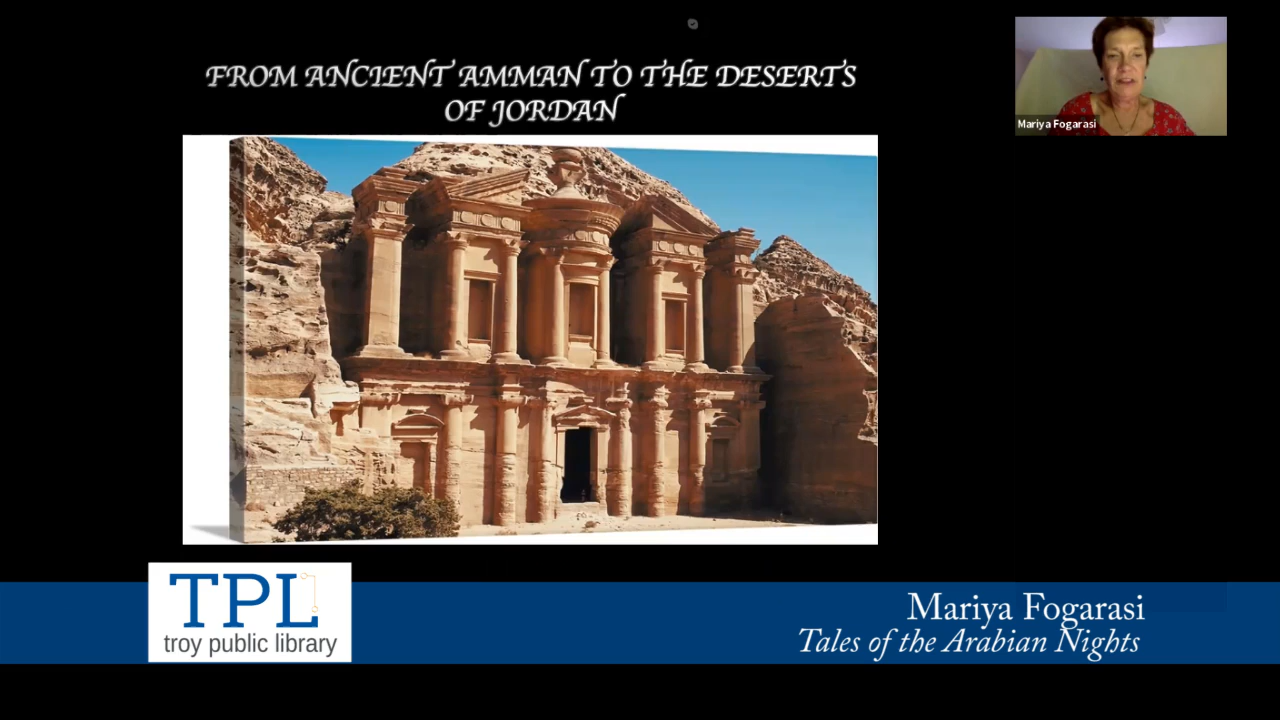 FROM ANCIENT AMMAN TO THE DESERTS
OF JORDAN
Mariya Fogarasi
TPL
troy public library
Mariya Fogarasi
Tales of the Arabian Nights